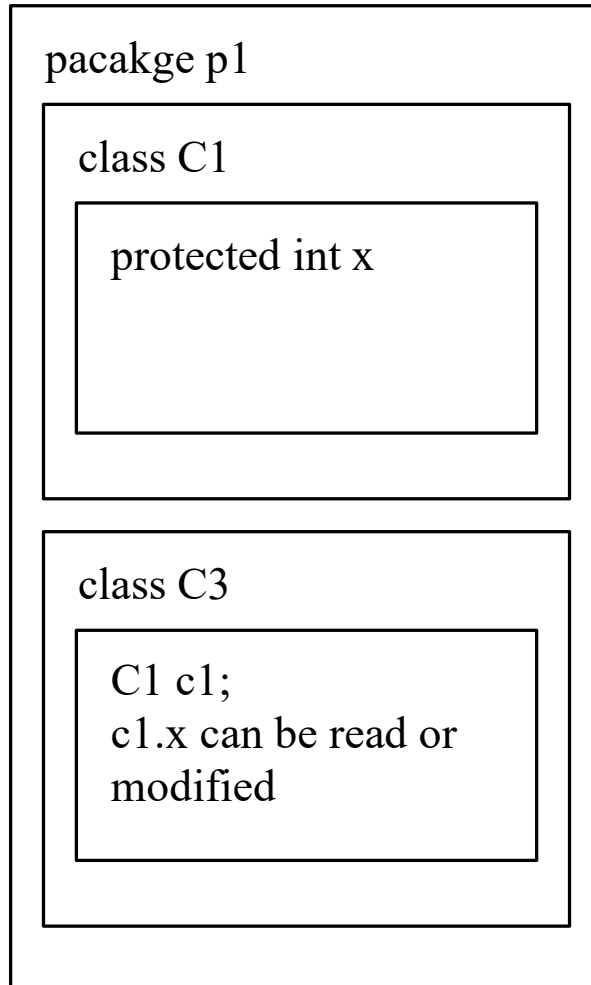 pacakge p1
class C1
protected int x
class C3
C1 c1;
c1.x can be read or
modified